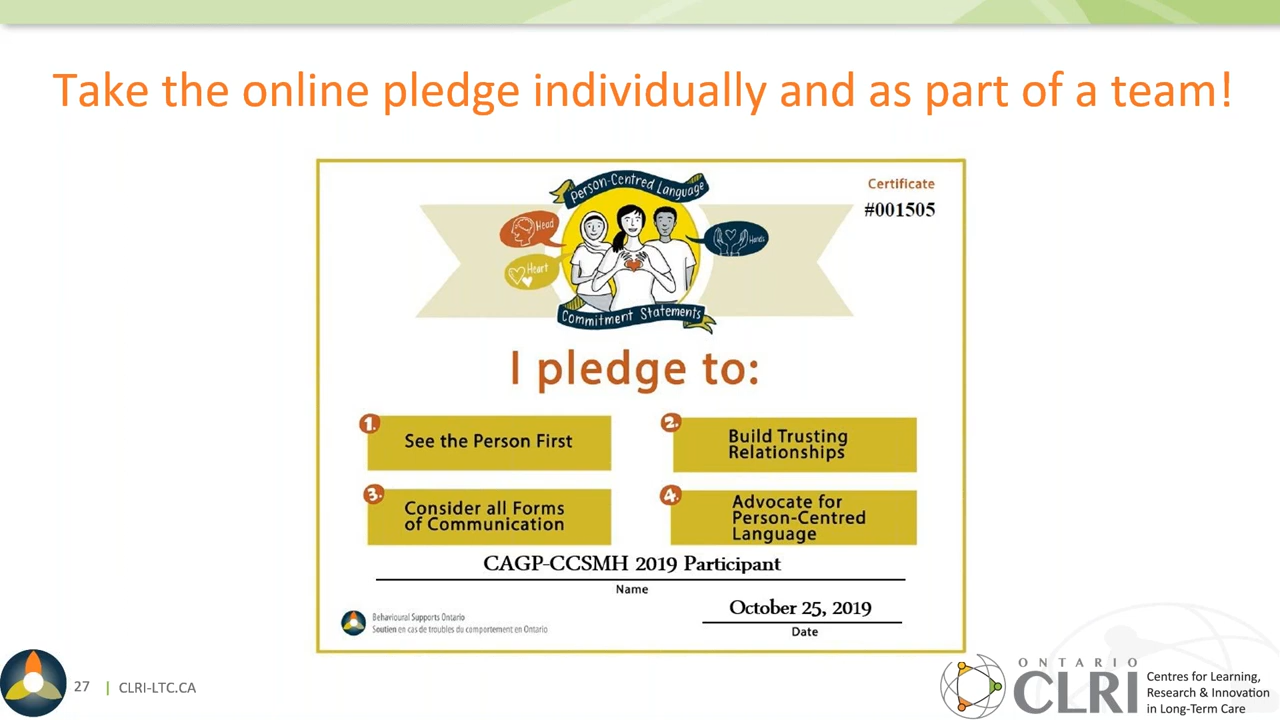 Take the online pledge individually and as part of a team!
Person-Centred Language
Certificate
#001505
Head
Heart
Hands
Commitment Statements
I pledge to:
1.
See the Person First
2.
Build Trusting
Relationships
3.
Consider all Forms
of Communication
4.
Advocate for
Person-Centred
Language
CAGP-CCSMH 2019 Participant
Name
October 25, 2019
Date
Behavioural Supports Ontario
Soutien en cas de troubles du comportement en Ontario
27 | CLRI-LTC.CA
ONTARIO
CLRI
Centres for Learning,
Research & Innovation
in Long-Term Care